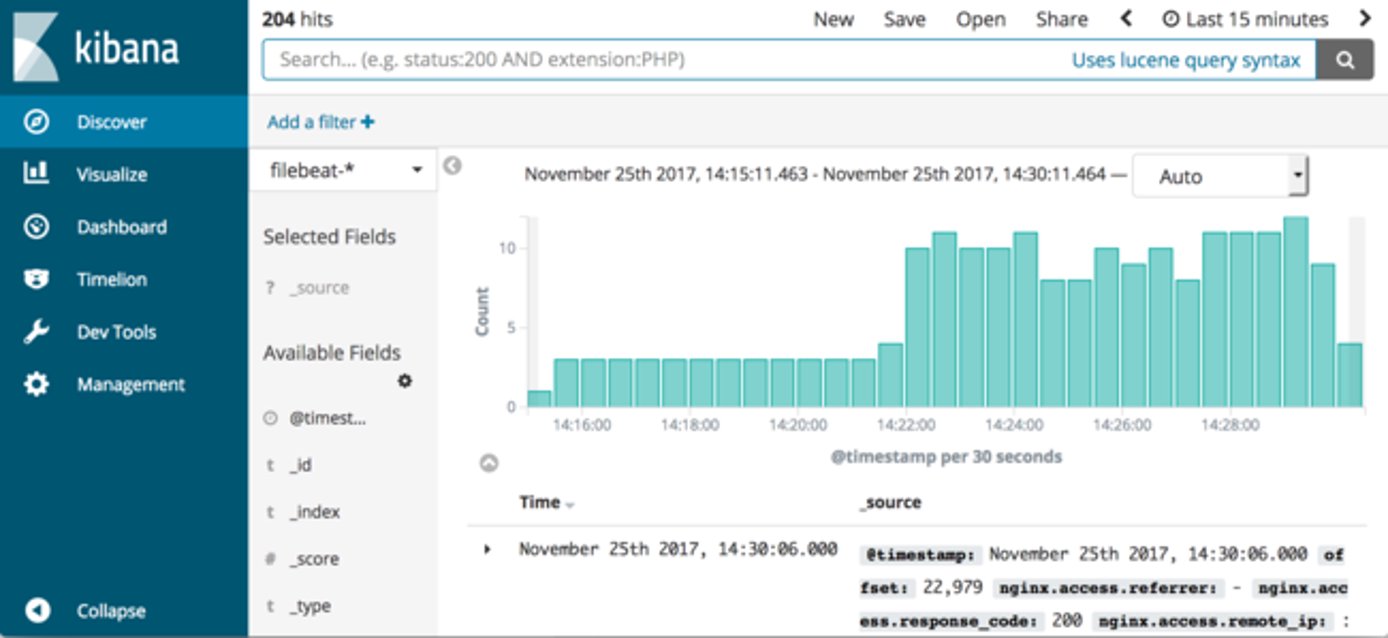 kibana
Discover
Visualize
Dashboard
Timelion
Dev Tools
Management
Collapse
204 hits
New Save Open Share Last 15 minutes
Search... (e.g. status:200 AND extension:PHP) Uses lucene query syntax
Add a filter +
filebeat-*
Selected Fields
? _source
Available Fields
@timest...
t _id
t _index
# _score
t _type
November 25th 2017, 14:15:11.463 - November 25th 2017, 14:30:11.464 — Auto
Count
10
5
0
14:16:00 14:18:00 14:20:00 14:22:00 14:24:00 14:26:00 14:28:00
@timestamp per 30 seconds
Time _source
November 25th 2017, 14:30:06.000
@timestamp: November 25th 2017, 14:30:06.000 of
fset: 22,979 nginx.access.referrer: - nginx.acc
ess.response_code: 200 nginx.access.remote_ip: :